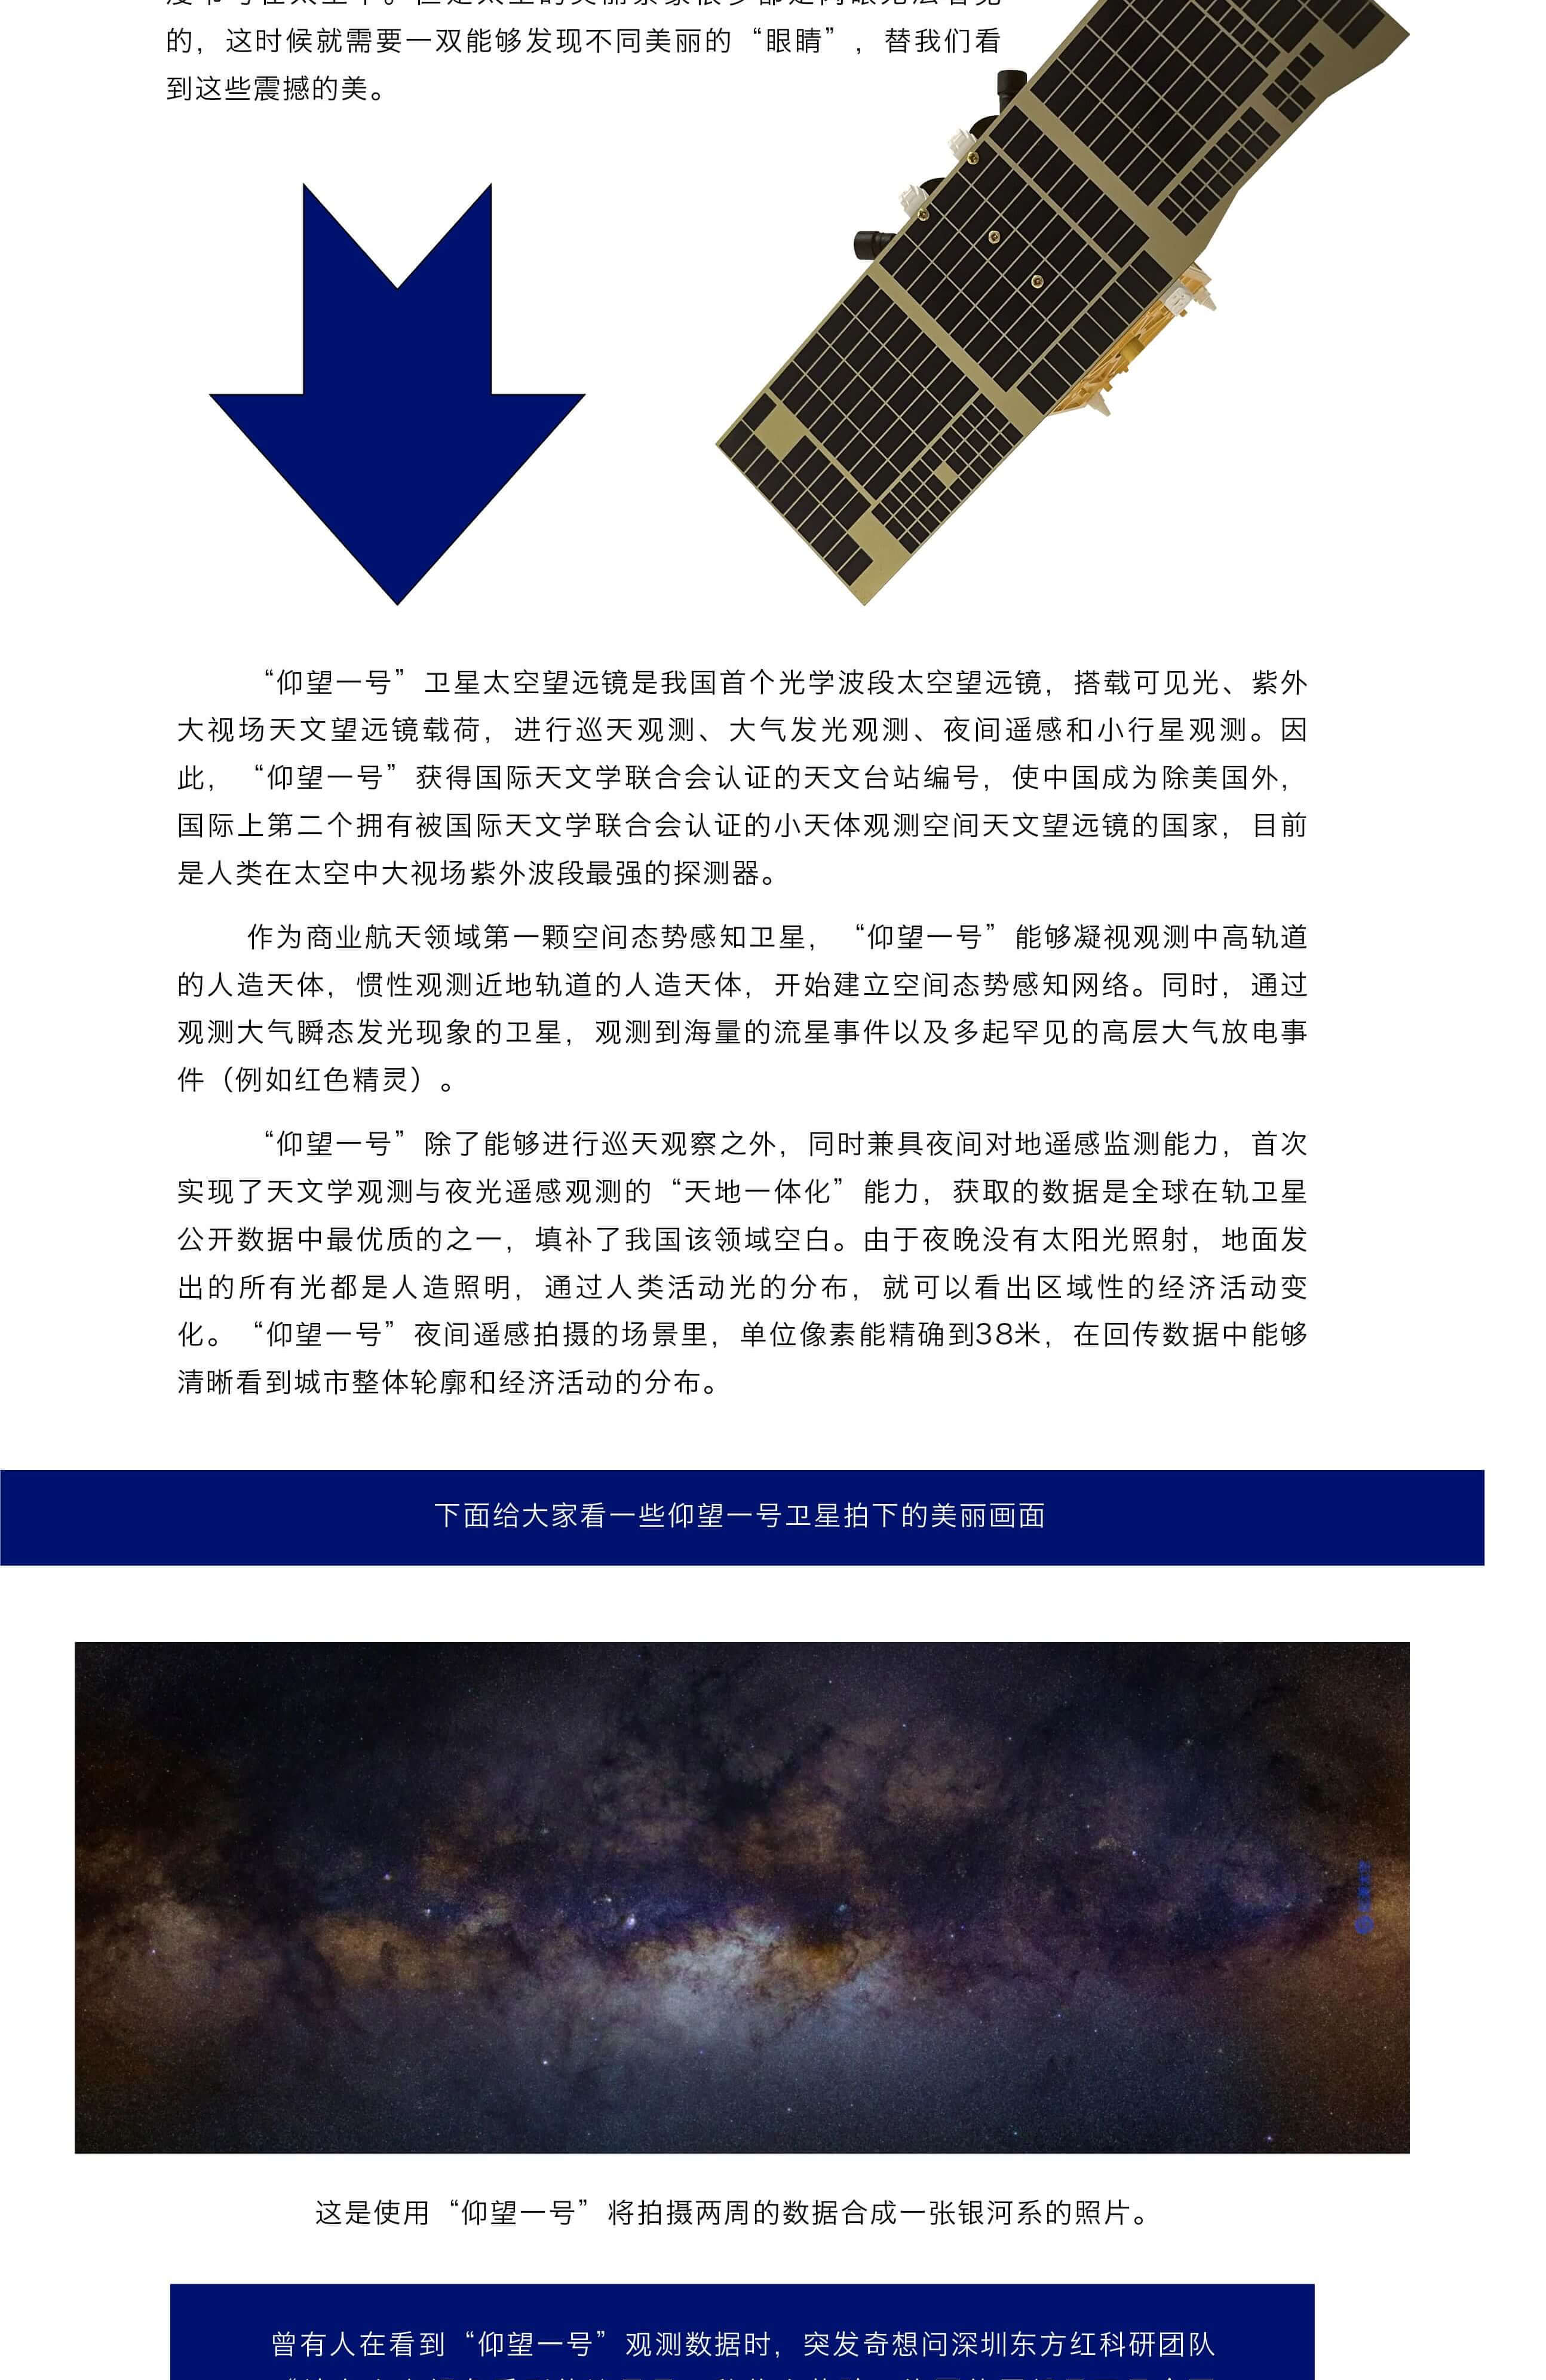 的，这时候就需要一双能够发现不同美丽的“眼睛”，替我们看
到这些震撼的美。
“仰望一号”卫星太空望远镜是我国首个光学波段太空望远镜，搭载可见光、紫外
大视场天文望远镜载荷，进行巡天观测、大气发光观测、夜间遥感和小行星观测。因
此，“仰望一号”获得国际天文学联合会认证的天文台站编号，使中国成为除美国外，
国际上第二个拥有被国际天文学联合会认证的小天体观测空间天文望远镜的国家，目前
是人类在太空中大视场紫外波段最强的探测器。
作为商业航天领域第一颗空间态势感知卫星，“仰望一号”能够凝视观测中高轨道
的人造天体，惯性观测近地轨道的人造天体，开始建立空间态势感知网络。同时，通过
观测大气瞬态发光现象的卫星，观测到海量的流星事件以及多起罕见的高层大气放电事
件（例如红色精灵）。
“仰望一号”除了能够进行巡天观察之外，同时兼具夜间对地遥感监测能力，首次
实现了天文学观测与夜光遥感观测的“天地一体化”能力，获取的数据是全球在轨卫星
公开数据中最优质的之一，填补了我国该领域空白。由于夜晚没有太阳光照射，地面发
出的所有光都是人造照明，通过人类活动光的分布，就可以看出区域性的经济活动变
化。“仰望一号”夜间遥感拍摄的场景里，单位像素能精确到38米，在回传数据中能够
清晰看到城市整体轮廓和经济活动的分布。
下面给大家看一些仰望一号卫星拍下的美丽画面
这是使用“仰望一号”将拍摄两周的数据合成一张银河系的照片。
曾有人在看到“仰望一号”观测数据时，突发奇想问深圳东方红科研团队